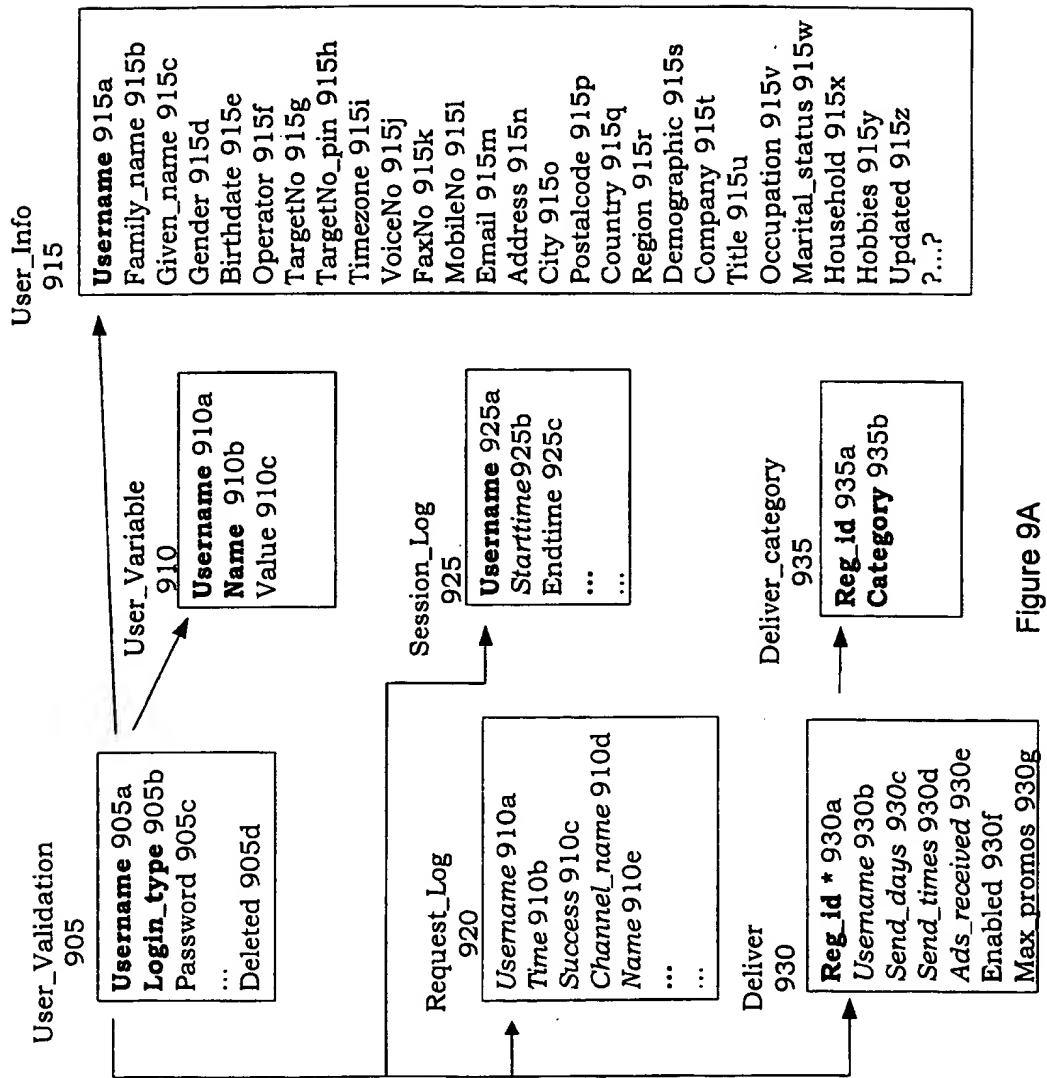 User_Validation
905
Username 905a
Login_type 905b
Password 905c
...
Deleted 905d
User_Variable
910
Username 910a
Name 910b
Value 910c
User_Info
915
Username 915a
Family_name 915b
Given_name 915c
Gender 915d
Birthdate 915e
Operator 915f
TargetNo 915g
TargetNo_pin 915h
Timezone 915i
VoiceNo 915j
FaxNo 915k
MobileNo 915l
Email 915m
Address 915n
City 915o
Postalcode 915p
Country 915q
Region 915r
Demographic 915s
Company 915t
Title 915u
Occupation 915v
Marital_status 915w
Household 915x
Hobbies 915y
Updated 915z
?...?
Request_Log
920
Username 910a
Time 910b
Success 910c
Channel_name 910d
Name 910e
...
...
Session_Log
925
Username 925a
Starttime925b
Endtime 925c
...
...
Deliver
930
Reg_id * 930a
Username 930b
Send_days 930c
Send_times 930d
Ads_received 930e
Enabled 930f
Max_promos 930g
Deliver_category
935
Reg_id 935a
Category 935b
Figure 9A